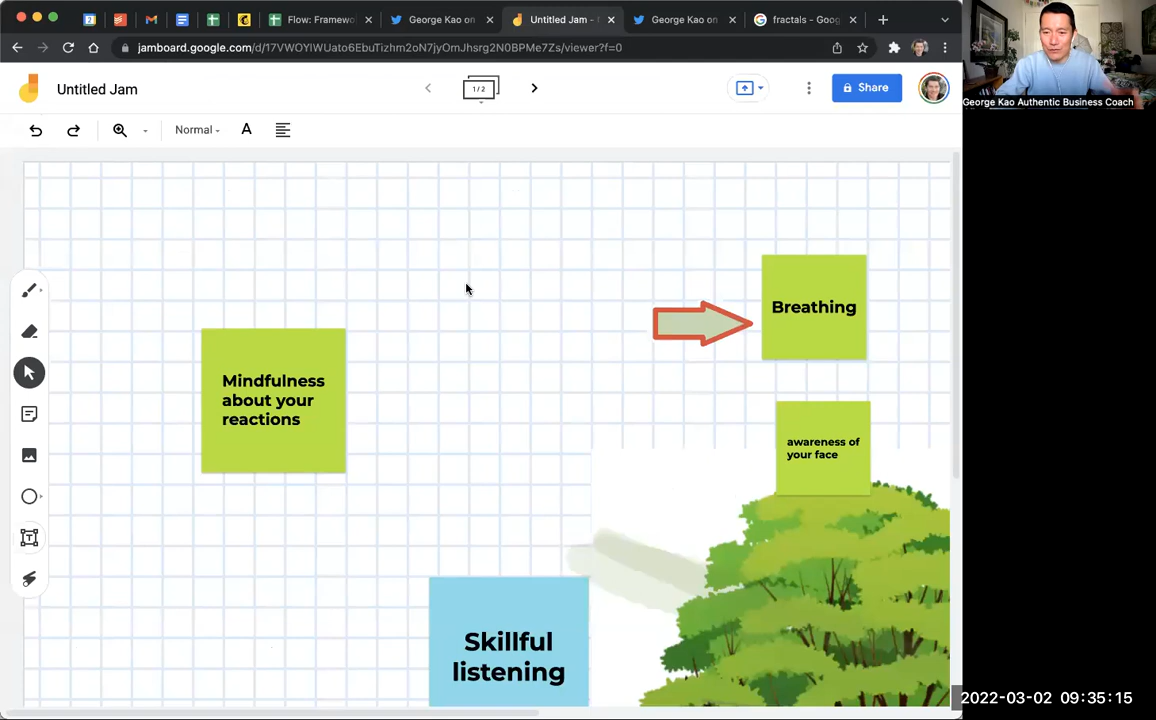 Flow: Framewo
George Kao on
Untitled Jam -
George Kao on
fractals - Goog
jamboard.google.com/d/17VWOYIWUato6EbuTizhm2oN7jyOmJhsrg2N0BPMe7Zs/viewer?f=0
Untitled Jam
1/2
Share
Normal
A
Breathing
Mindfulness
about your
reactions
awareness of
your face
Skillful
listening
George Kao Authentic Business Coach
2022-03-02 09:35:15